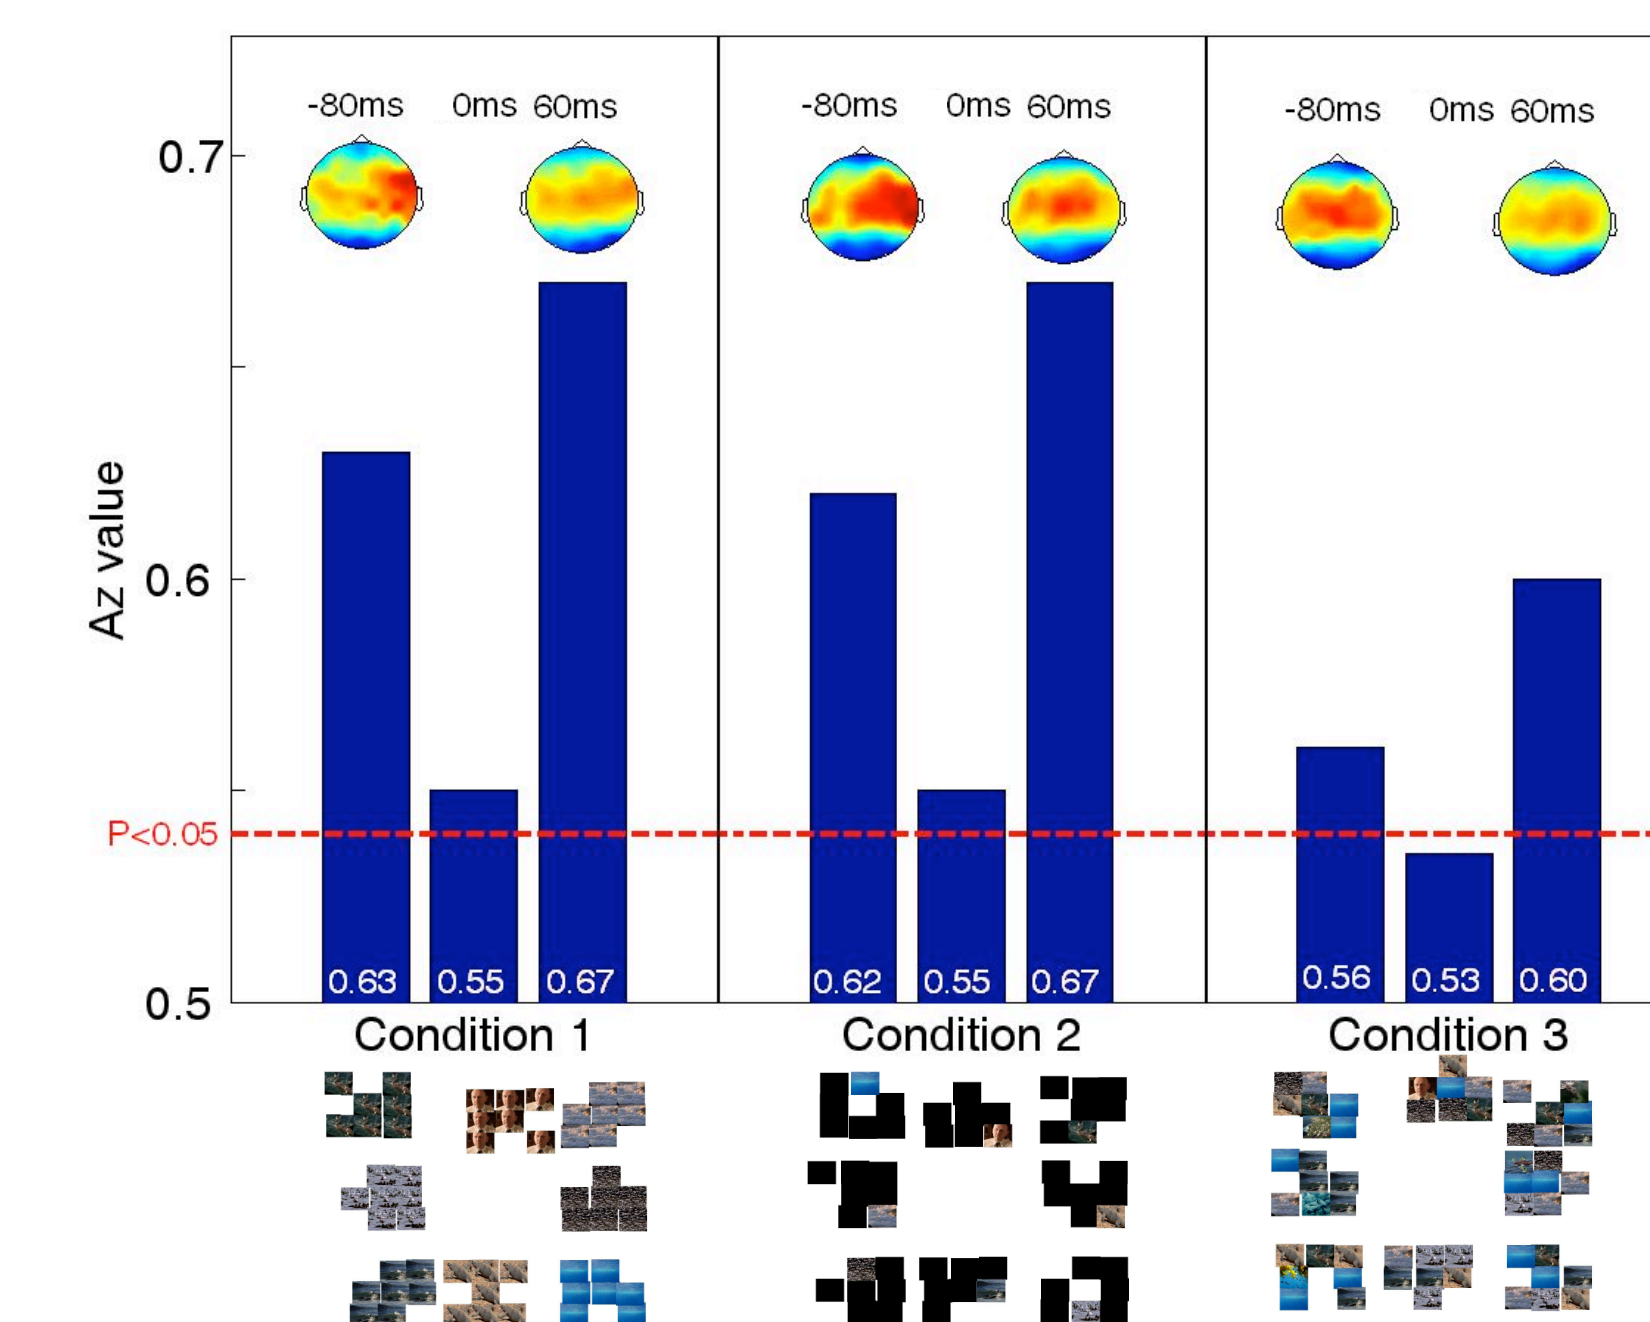 -80ms 0ms 60ms
-80ms 0ms 60ms
-80ms 0ms 60ms
0.7
Az value
0.6
P<0.05
0.5
0.63 0.55 0.67
0.62 0.55 0.67
0.56 0.53 0.60
Condition 1
Condition 2
Condition 3